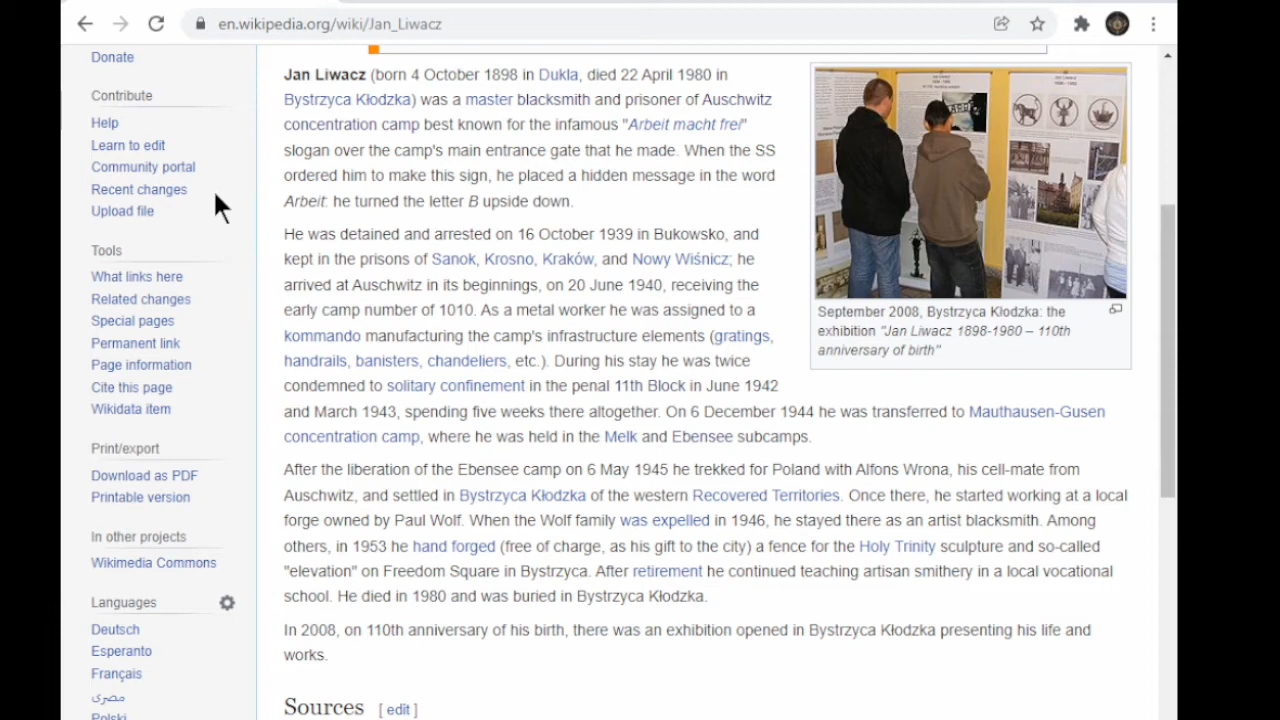 en.wikipedia.org/wiki/Jan_Liwacz
Donate
Contribute
Help
Learn to edit
Community portal
Recent changes
Upload file
Tools
What links here
Related changes
Special pages
Permanent link
Page information
Cite this page
Wikidata item
Print/export
Download as PDF
Printable version
In other projects
Wikimedia Commons
Languages
Deutsch
Esperanto
Français
مصرى
Polski
Jan Liwacz (born 4 October 1898 in Dukla, died 22 April 1980 in
Bystrzyca Kłodzka) was a master blacksmith and prisoner of Auschwitz
concentration camp best known for the infamous "Arbeit macht frei"
slogan over the camp's main entrance gate that he made. When the SS
ordered him to make this sign, he placed a hidden message in the word
Arbeit: he turned the letter B upside down.
He was detained and arrested on 16 October 1939 in Bukowsko, and
kept in the prisons of Sanok, Krosno, Kraków, and Nowy Wiśnicz; he
arrived at Auschwitz in its beginnings, on 20 June 1940, receiving the
early camp number of 1010. As a metal worker he was assigned to a
kommando manufacturing the camp's infrastructure elements (gratings,
handrails, banisters, chandeliers, etc.). During his stay he was twice
condemned to solitary confinement in the penal 11th Block in June 1942
and March 1943, spending five weeks there altogether. On 6 December 1944 he was transferred to Mauthausen-Gusen
concentration camp, where he was held in the Melk and Ebensee subcamps.
After the liberation of the Ebensee camp on 6 May 1945 he trekked for Poland with Alfons Wrona, his cell-mate from
Auschwitz, and settled in Bystrzyca Kłodzka of the western Recovered Territories. Once there, he started working at a local
forge owned by Paul Wolf. When the Wolf family was expelled in 1946, he stayed there as an artist blacksmith. Among
others, in 1953 he hand forged (free of charge, as his gift to the city) a fence for the Holy Trinity sculpture and so-called
"elevation" on Freedom Square in Bystrzyca. After retirement he continued teaching artisan smithery in a local vocational
school. He died in 1980 and was buried in Bystrzyca Kłodzka.
In 2008, on 110th anniversary of his birth, there was an exhibition opened in Bystrzyca Kłodzka presenting his life and
works.
Sources [ edit ]
September 2008, Bystrzyca Kłodzka: the
exhibition "Jan Liwacz 1898-1980 – 110th
anniversary of birth"